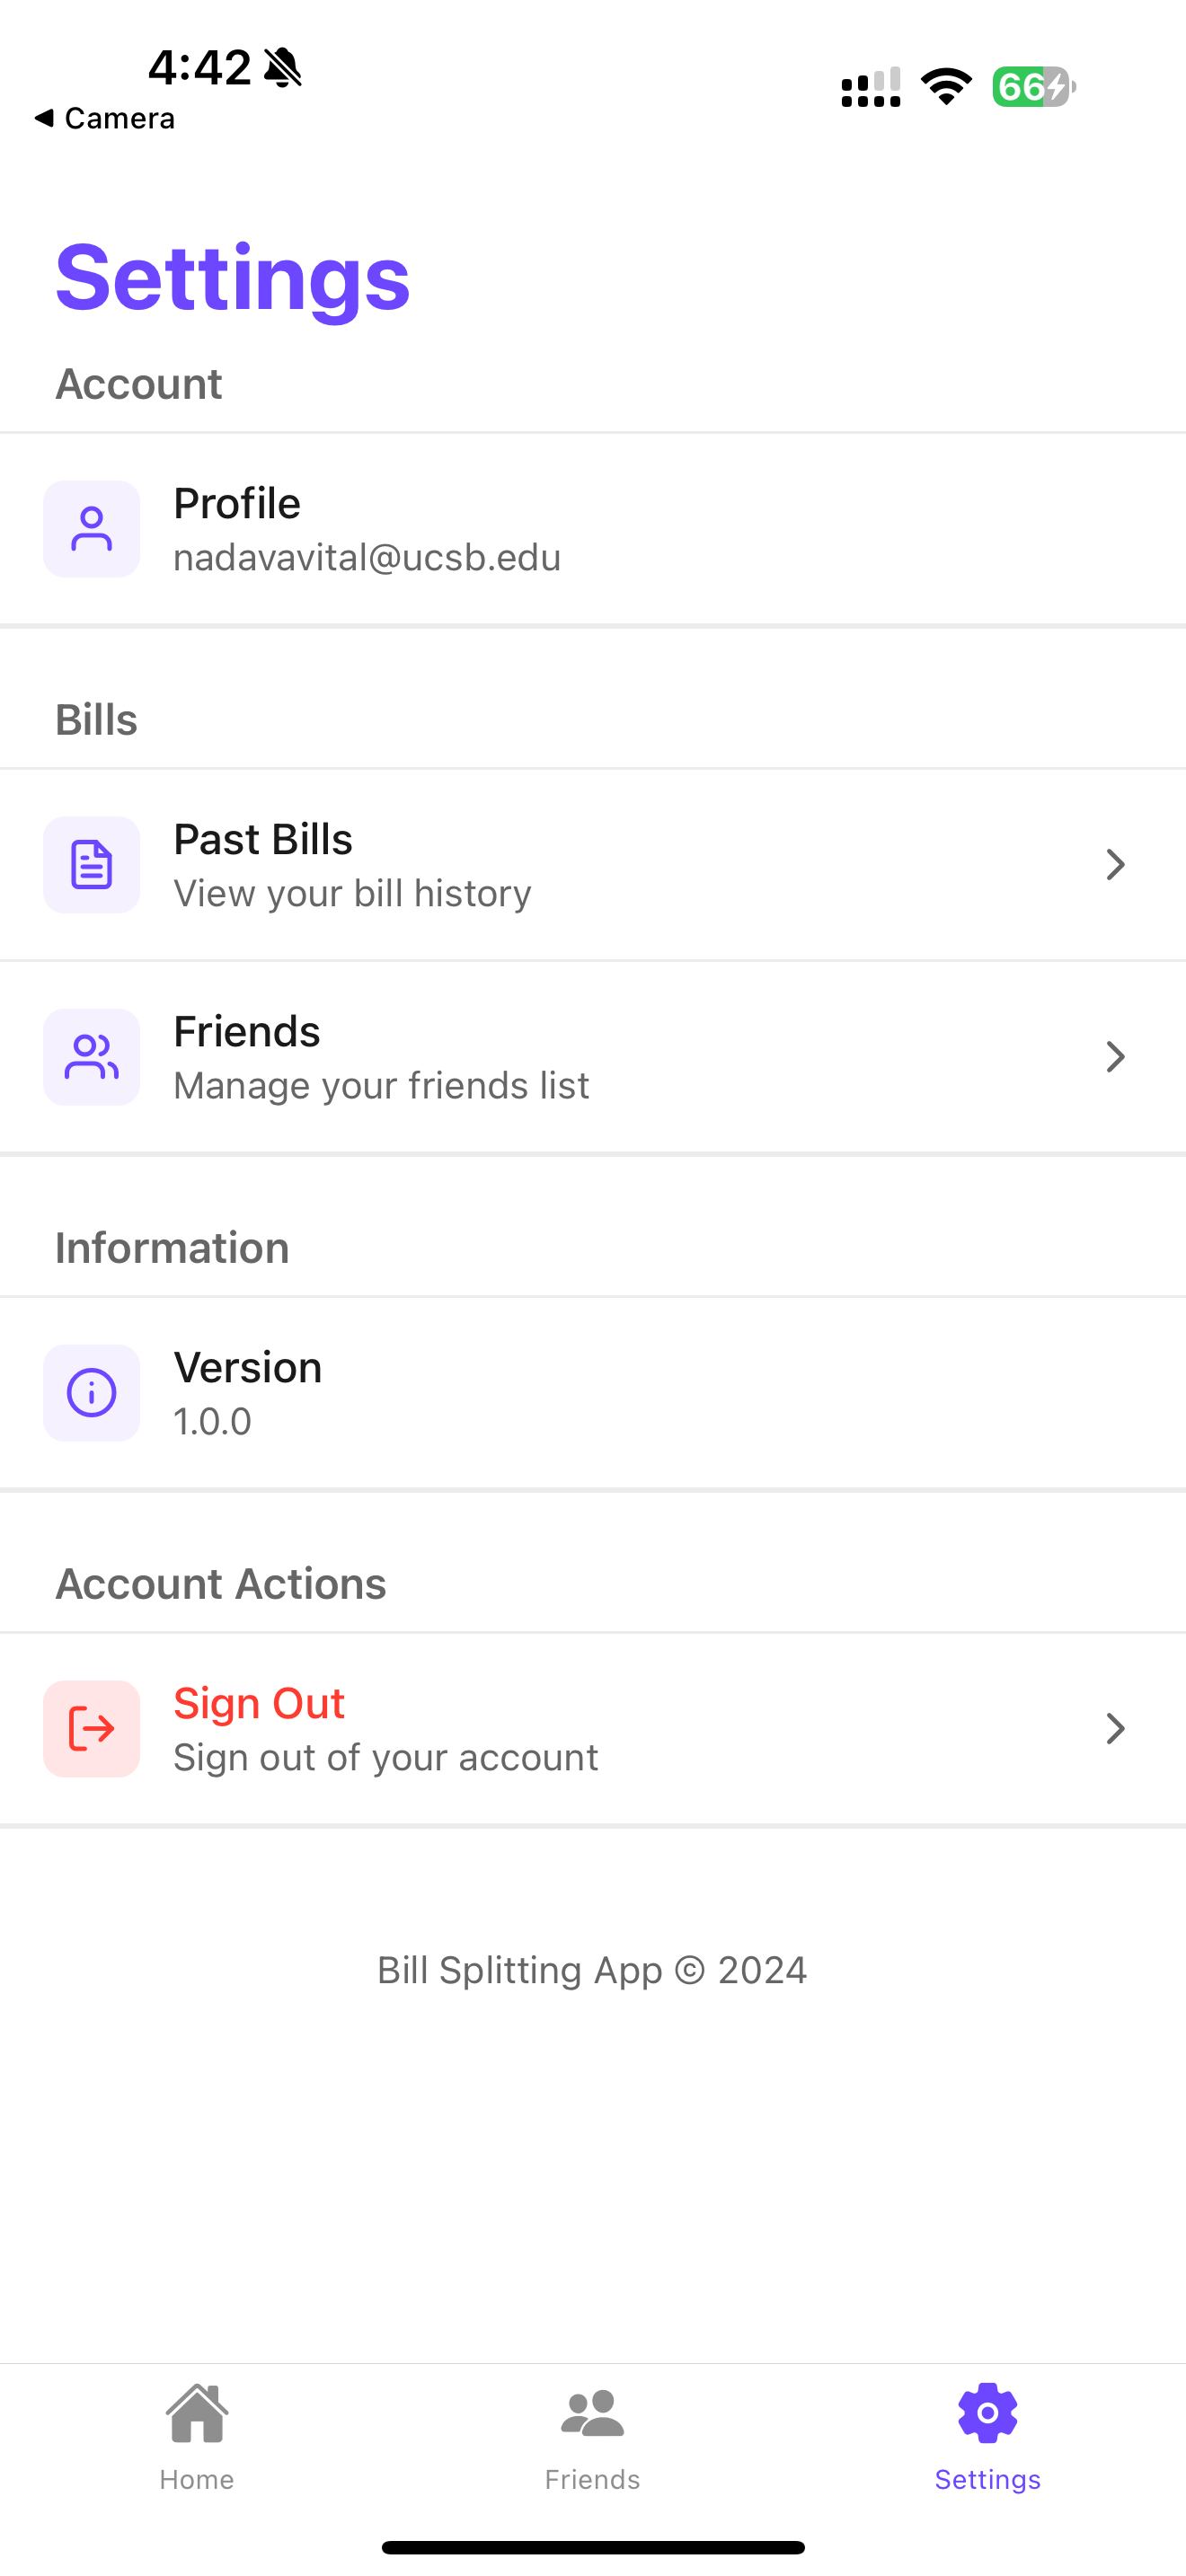 4:42
Camera
66
Settings
Account
Profile
nadavavital@ucsb.edu
Bills
Past Bills
View your bill history
Friends
Manage your friends list
Information
Version
1.0.0
Account Actions
Sign Out
Sign out of your account
Bill Splitting App © 2024
Home
Friends
Settings